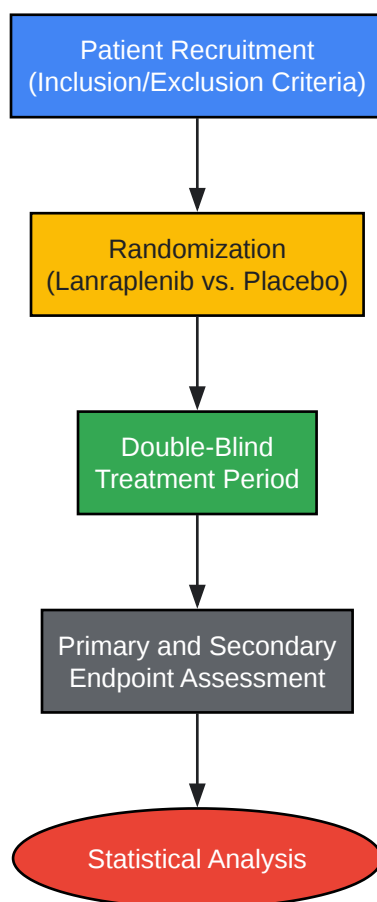 Patient Recruitment
(Inclusion/Exclusion Criteria)
Randomization
(Lanraplenib vs. Placebo)
Double-Blind
Treatment Period
Primary and Secondary
Endpoint Assessment
Statistical Analysis